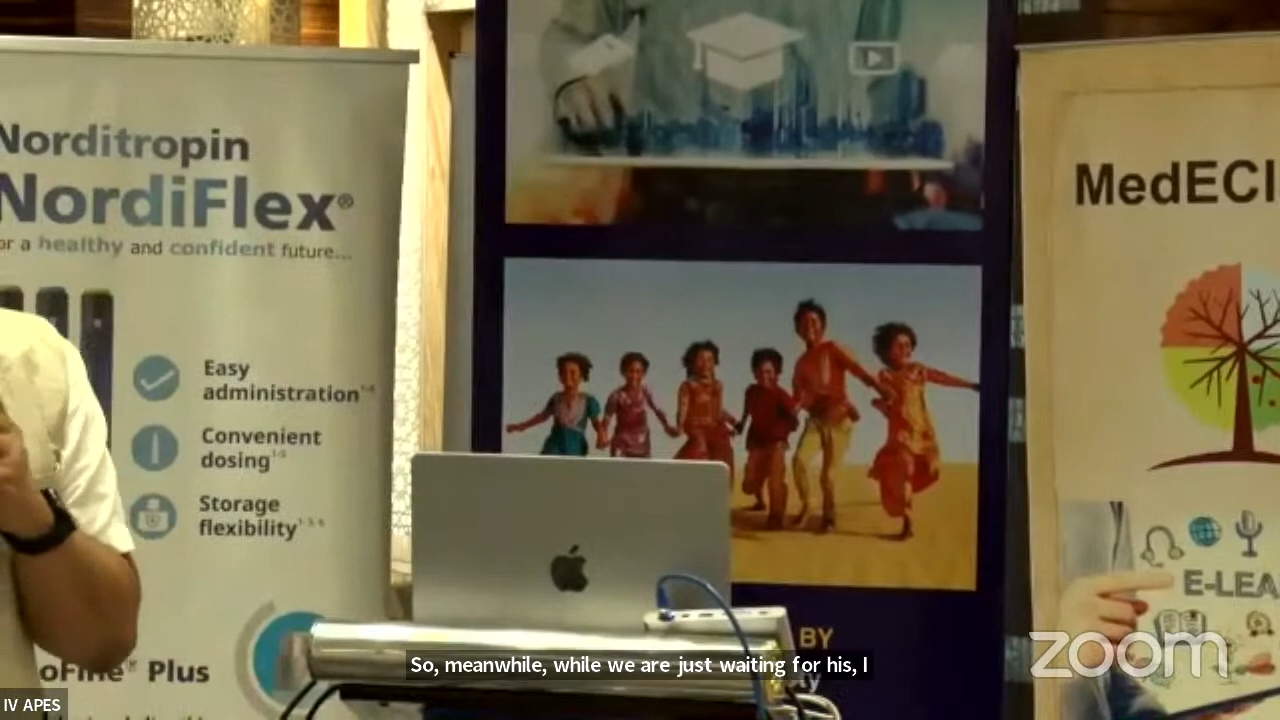 Norditropin
NordiFlex®
or a healthy and confident future...
Easy
administration
Convenient
dosing
Storage
flexibility
Plus
MedECI
E-LEA
BY
So, meanwhile, while we are just waiting for his, I
zoom
IV APES